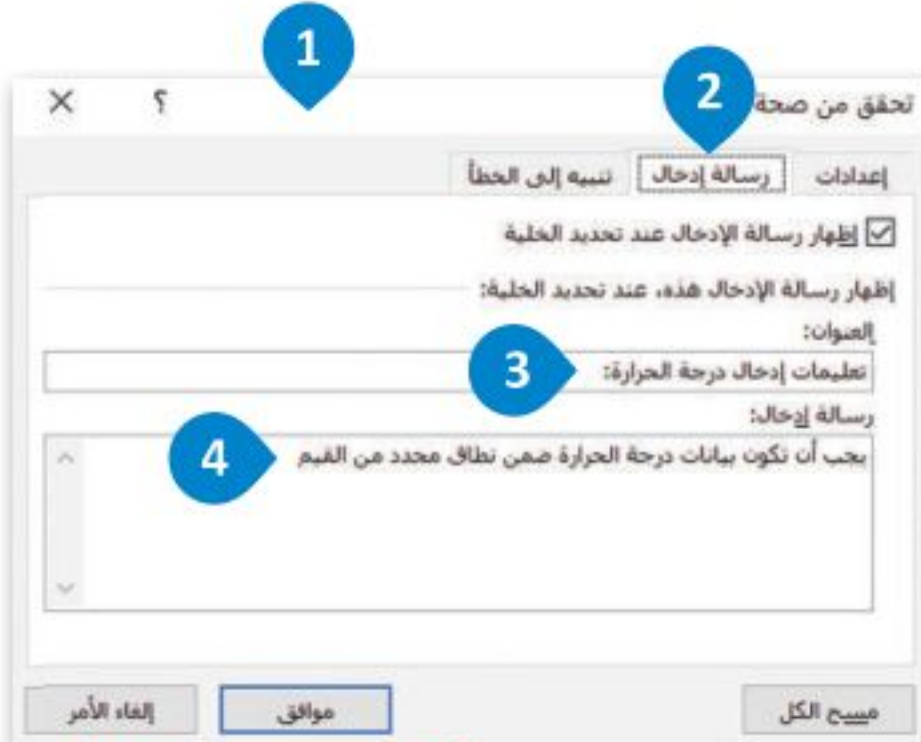 1
؟
تحقق من صحة
2
إعدادات
رسالة إدخال
تنبيه إلى الخطأ
إظهار رسالة الإدخال عند تحديد الخلية
إظهار رسالة الإدخال هذه، عند تحديد الخلية:
العنوان:
تعليمات إدخال درجة الحرارة:
3
رسالة إدخال:
يجب أن تكون بيانات درجة الحرارة ضمن نطاق محدد من القيم
4
مسح الكل
موافق
إلغاء الأمر